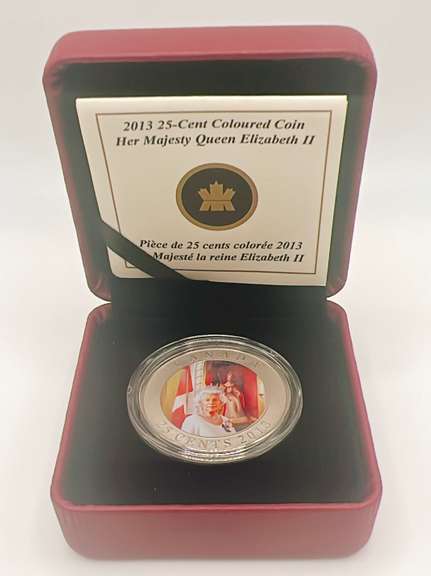 2013 25-Cent Coloured Coin
Her Majesty Queen Elizabeth II
Pièce de 25 cents colorée 2013
Majesté la reine Elizabeth II
CANADA
25 CENTS 2013